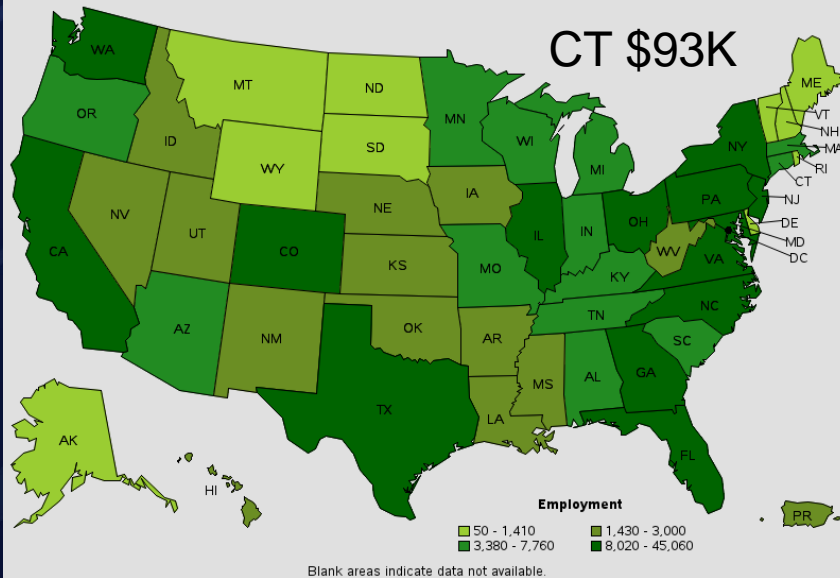 CT $93K
WA
MT
ND
MN
ME
OR
ID
WY
SD
WI
MI
VT
NH
MA
NY
RI
CT
NV
UT
CO
NE
IA
IL
IN
OH
PA
NJ
CA
KS
MO
KY
WV
VA
DE
MD
DC
AZ
NM
OK
AR
TN
NC
SC
TX
LA
MS
AL
GA
FL
AK
HI
PR
Employment
50 - 1,410
1,430 - 3,000
3,380 - 7,760
8,020 - 45,060
Blank areas indicate data not available.